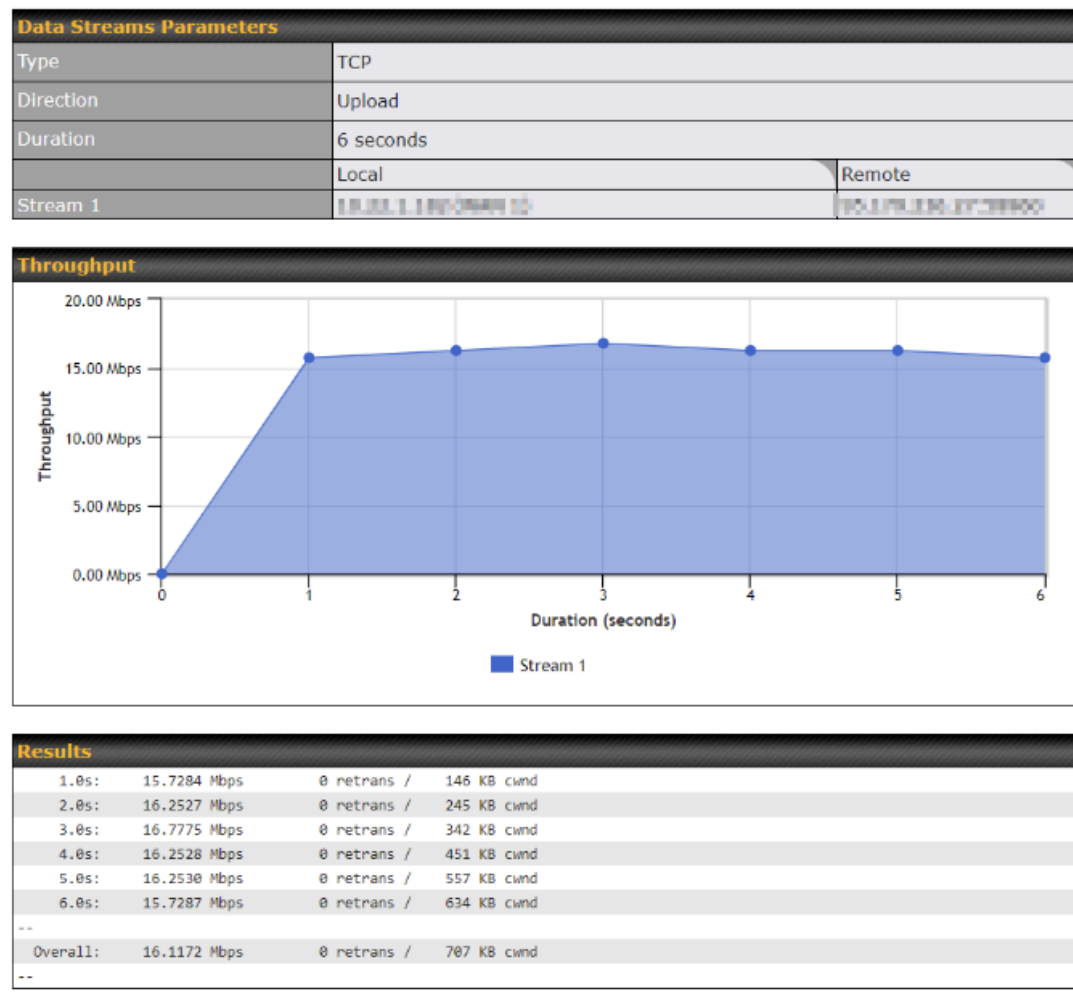 Data Streams Parameters
Type TCP
Direction Upload
Duration 6 seconds
Local Remote
Stream 1
Throughput
20.00 Mbps
15.00 Mbps
10.00 Mbps
5.00 Mbps
0.00 Mbps
Throughput
0 1 2 3 4 5 6
Duration (seconds)
Stream 1
Results
1.0s: 15.7284 Mbps 0 retrans / 146 KB cwnd
2.0s: 16.2527 Mbps 0 retrans / 245 KB cwnd
3.0s: 16.7775 Mbps 0 retrans / 342 KB cwnd
4.0s: 16.2528 Mbps 0 retrans / 451 KB cwnd
5.0s: 16.2530 Mbps 0 retrans / 557 KB cwnd
6.0s: 15.7287 Mbps 0 retrans / 634 KB cwnd
--
Overall: 16.1172 Mbps 0 retrans / 707 KB cwnd
--